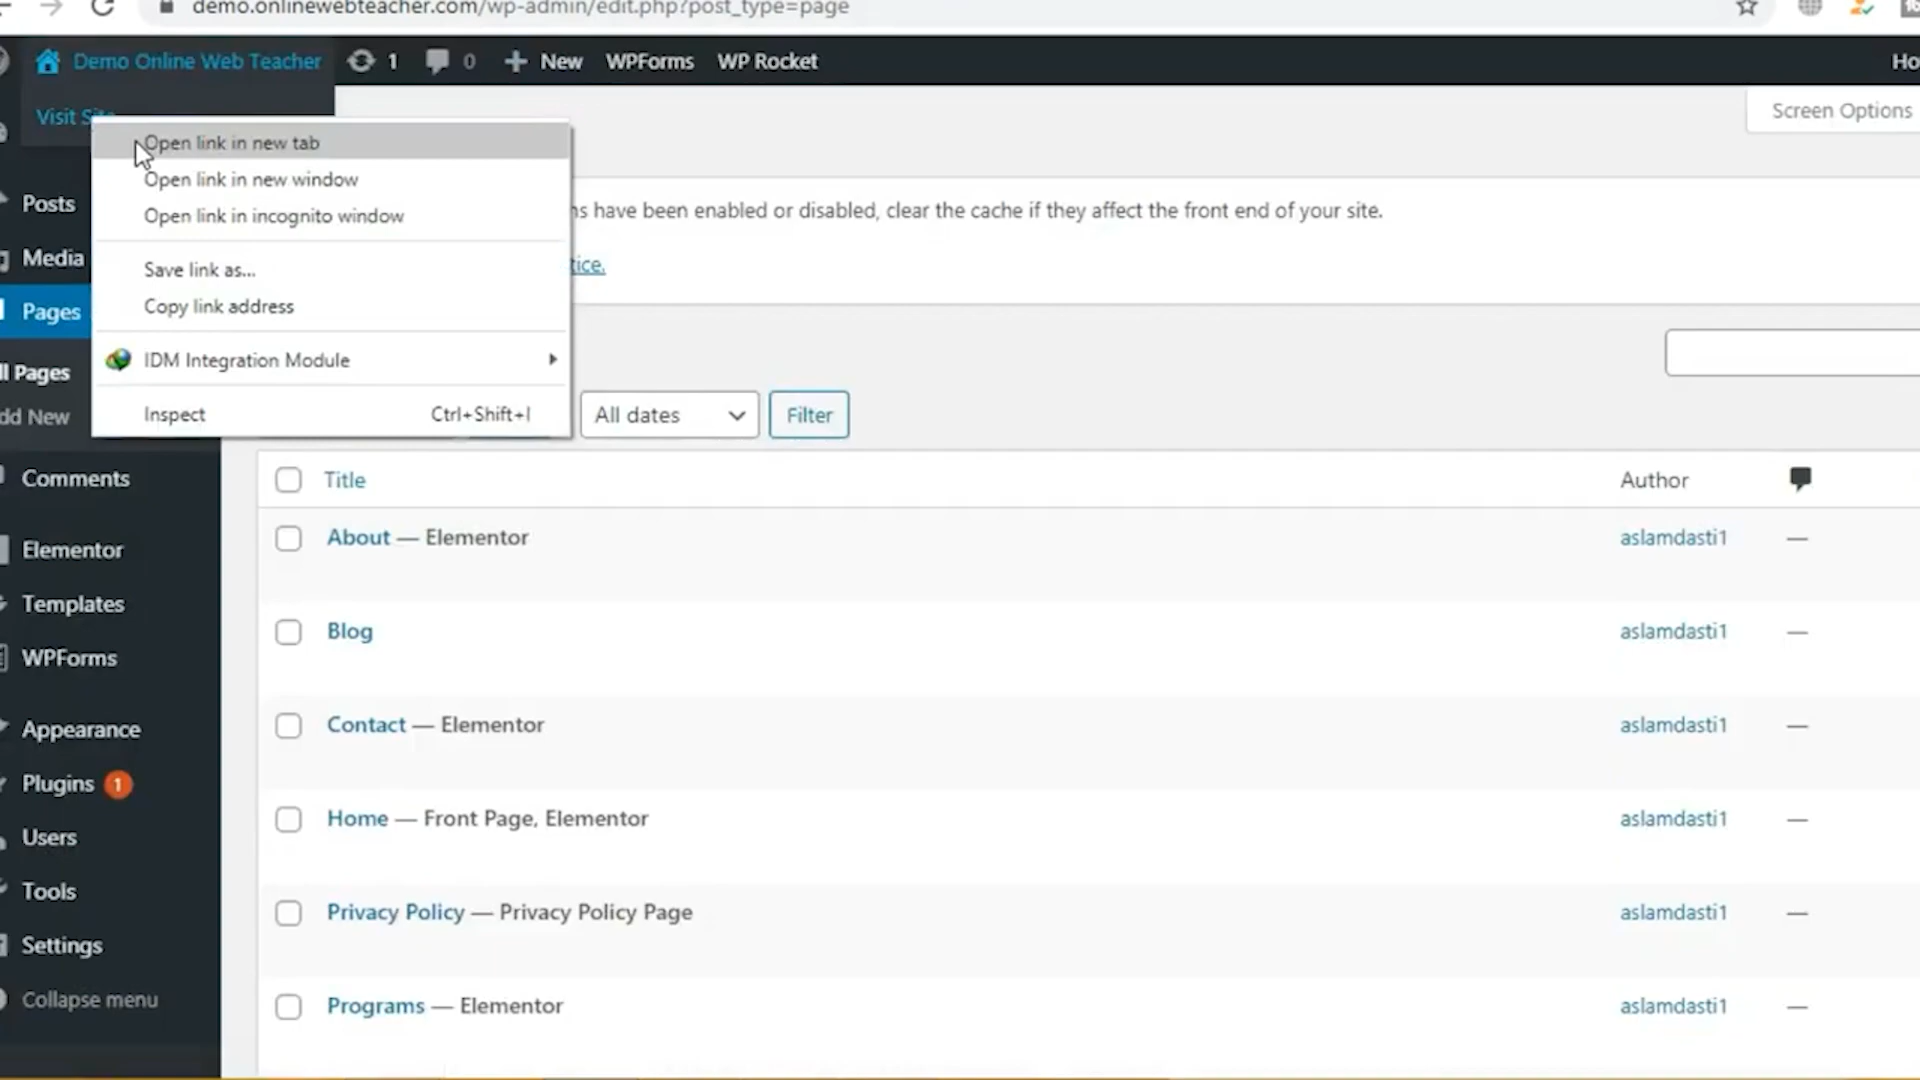 demo.onlinewebteacher.com/wp-admin/edit.php?post_type=page
Demo Online Web Teacher 1 0 New WPForms WP Rocket
Visit
Screen Options
Open link in new tab
Open link in new window
Open link in incognito window
Save link as...
Copy link address
IDM Integration Module
Inspect Ctrl+Shift+I
have been enabled or disabled, clear the cache if they affect the front end of your site.
Posts
Media
Pages
Pages
New
Comments
Elementor
Templates
WPForms
Appearance
Plugins 1
Users
Tools
Settings
Collapse menu
All dates Filter
Title Author
About — Elementor aslamdasti1 —
Blog aslamdasti1 —
Contact — Elementor aslamdasti1 —
Home — Front Page, Elementor aslamdasti1 —
Privacy Policy — Privacy Policy Page aslamdasti1 —
Programs — Elementor aslamdasti1 —